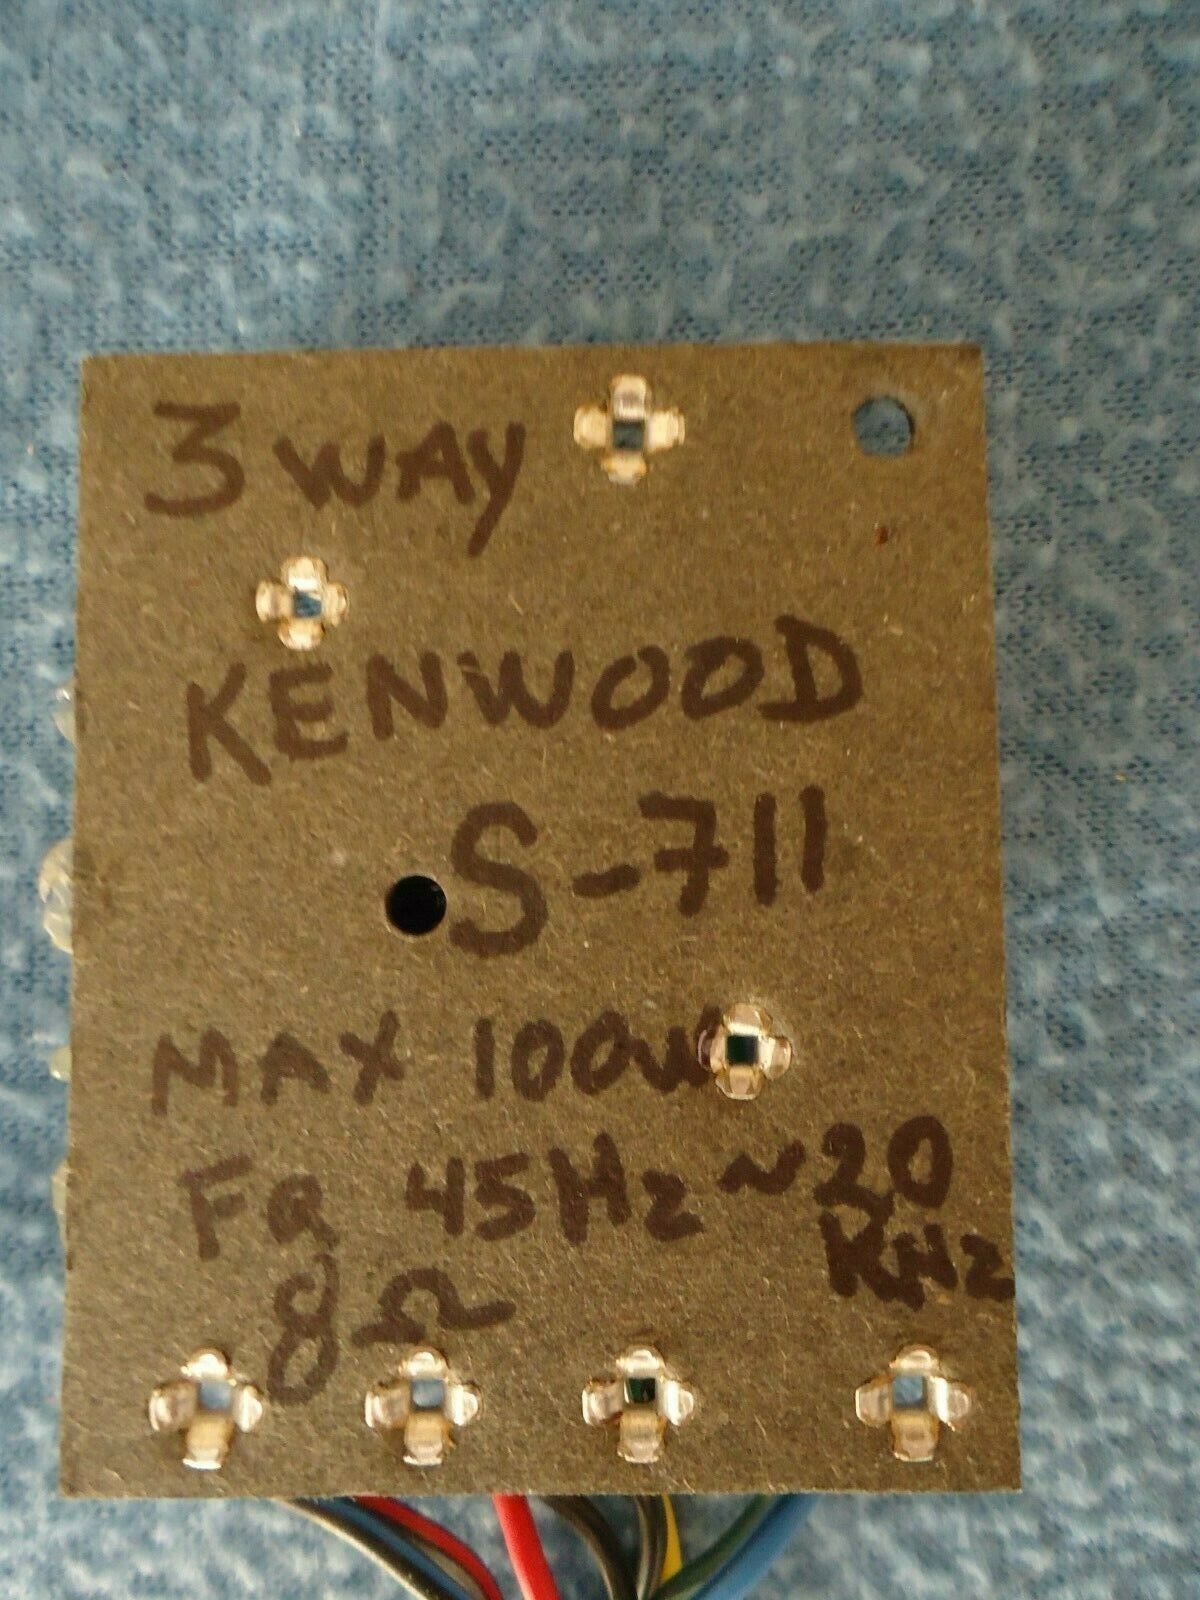 3 WAY
KENWOOD
S-711
MAX 100W
FQ 45Hz ~ 20
KHz
8Ω